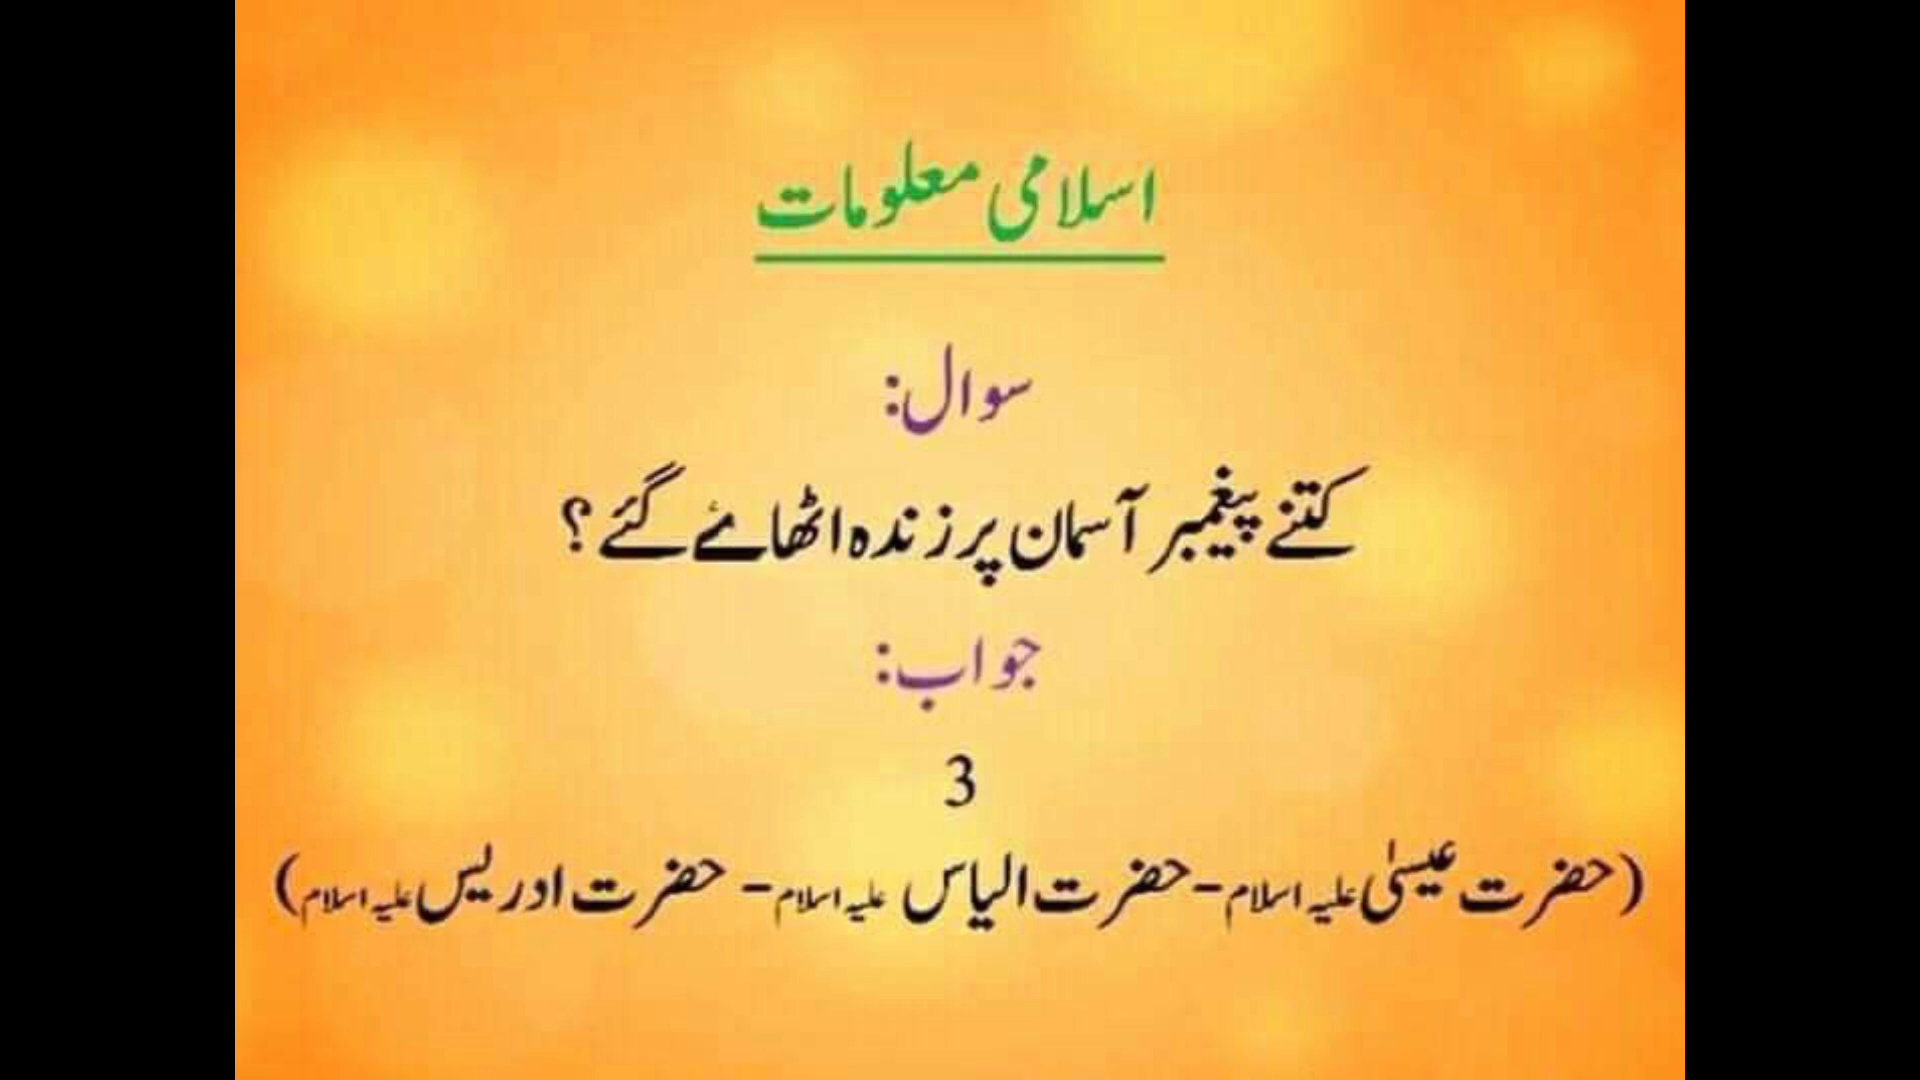 اسلامی معلومات
سوال:
کتنے پیغمبر آسمان پر زندہ اٹھاۓ گئے ؟
جواب:
3
(حضرت عیسیٰ علیہ اسلام - حضرت الیاس علیہ اسلام - حضرت ادریس علیہ اسلام)